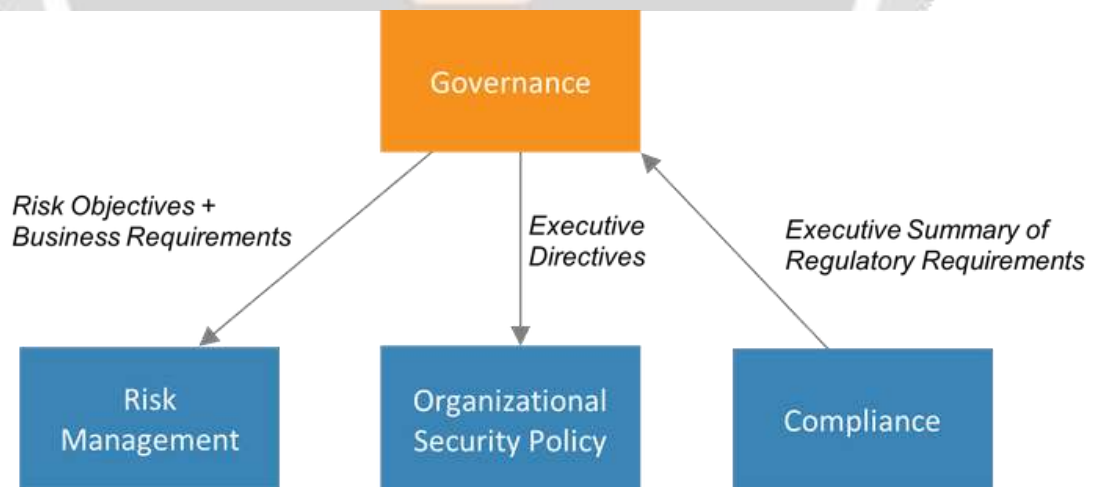 Governance
Risk Objectives +
Business Requirements
Executive
Directives
Executive Summary of
Regulatory Requirements
Risk
Management
Organizational
Security Policy
Compliance